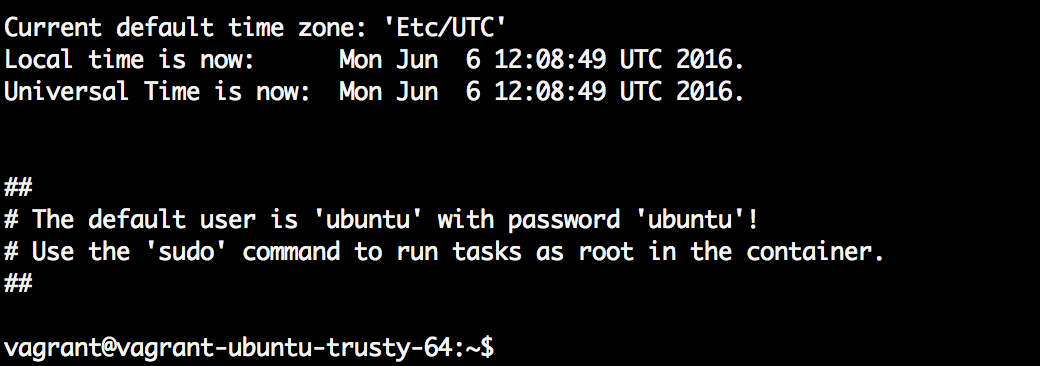 Current default time zone: 'Etc/UTC'
Local time is now:      Mon Jun  6 12:08:49 UTC 2016.
Universal Time is now:  Mon Jun  6 12:08:49 UTC 2016.
##
# The default user is 'ubuntu' with password 'ubuntu'!
# Use the 'sudo' command to run tasks as root in the container.
##
vagrant@vagrant-ubuntu-trusty-64:~$